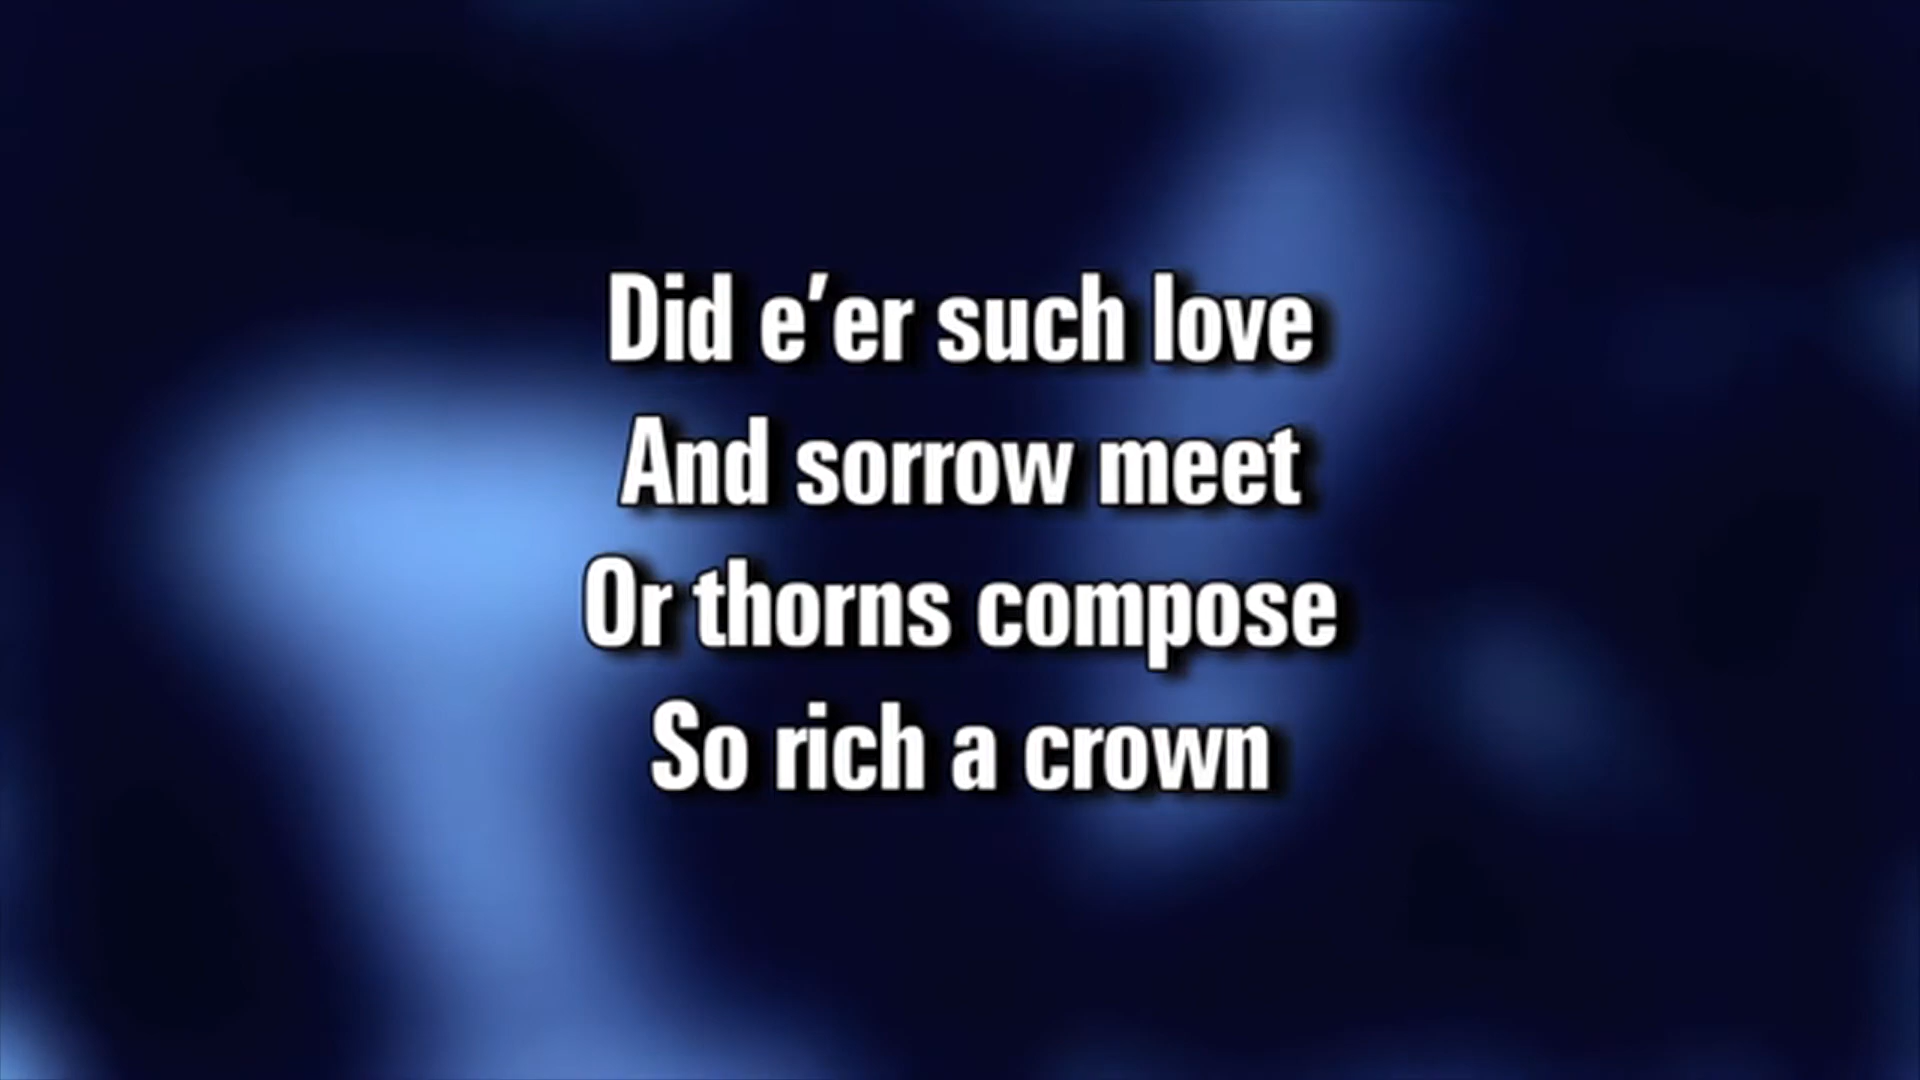 Did e’er such love
And sorrow meet
Or thorns compose
So rich a crown